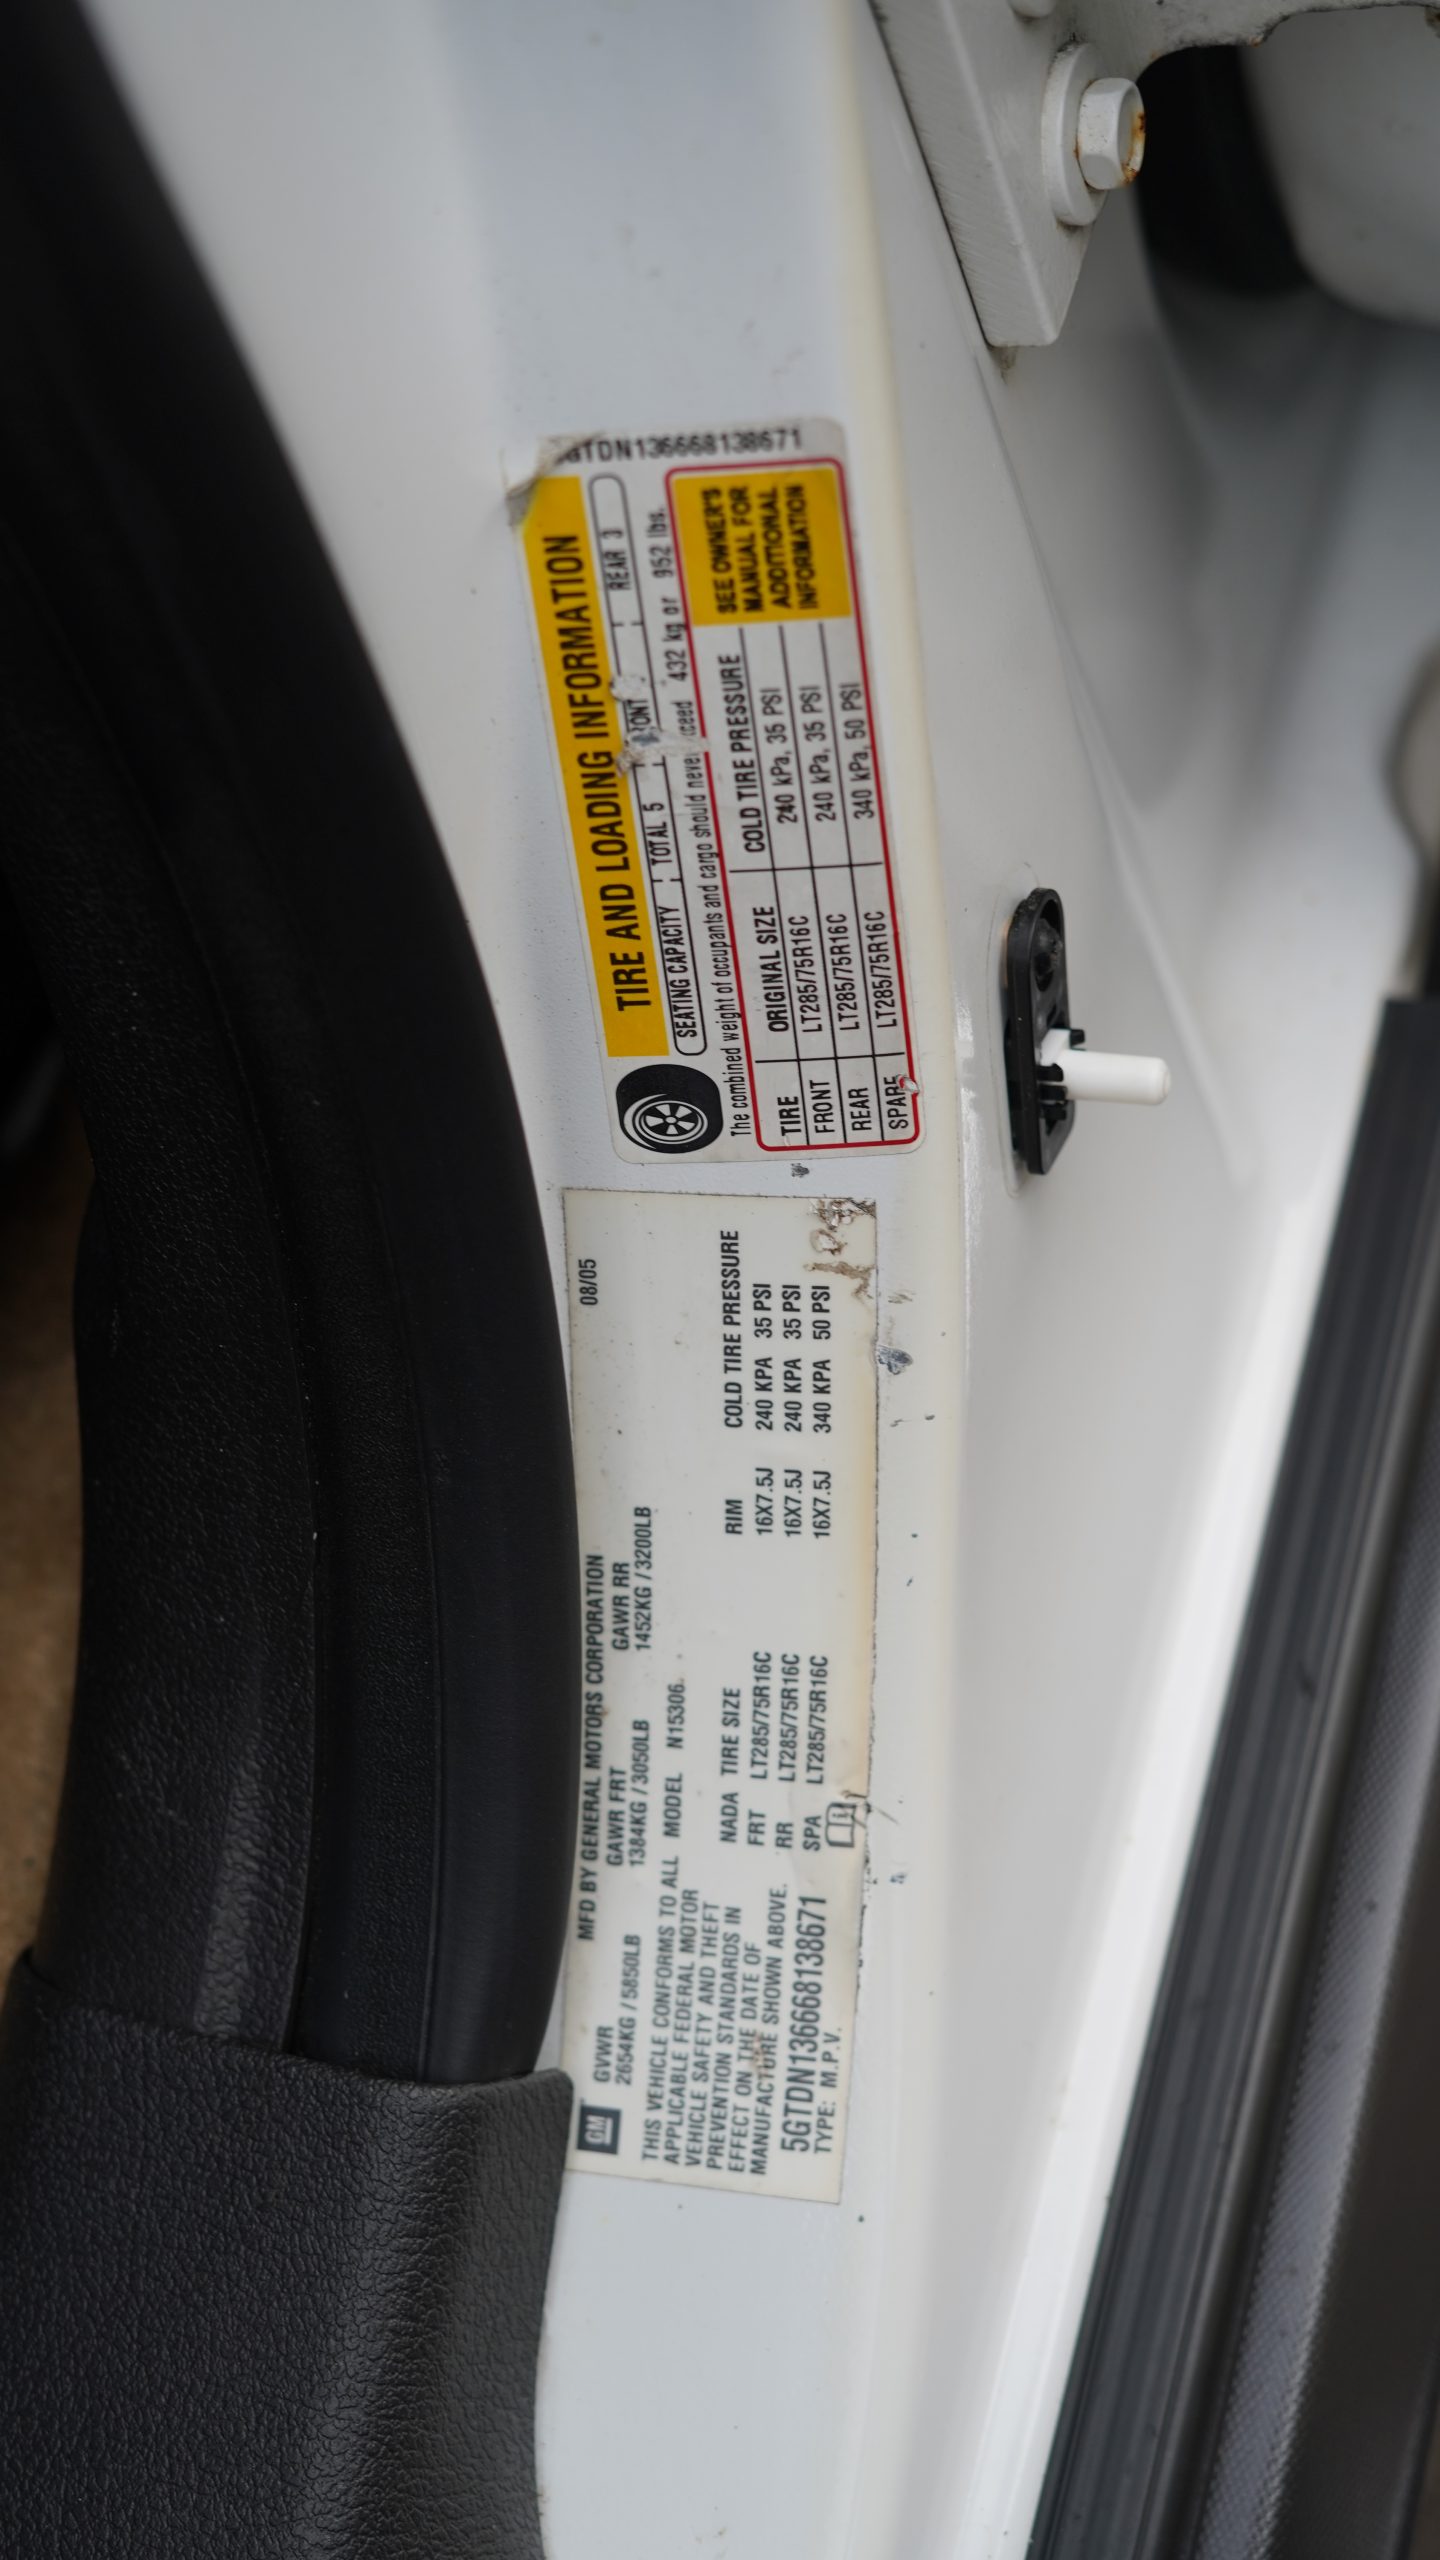 GM
MFD BY GENERAL MOTORS CORPORATION 08/05
GVWR GAWR FRT GAWR RR
2654KG / 5850LB 1384KG / 3050LB 1452KG / 3200LB
THIS VEHICLE CONFORMS TO ALL MODEL N15306
APPLICABLE FEDERAL MOTOR
VEHICLE SAFETY AND THEFT
PREVENTION STANDARDS IN
EFFECT ON THE DATE OF
MANUFACTURE SHOWN ABOVE.
NADA TIRE SIZE RIM COLD TIRE PRESSURE
FRT LT285/75R16C 16X7.5J 240 KPA 35 PSI
RR LT285/75R16C 16X7.5J 240 KPA 35 PSI
SPA LT285/75R16C 16X7.5J 340 KPA 50 PSI
5GTDN136668138671
TYPE: M.P.V.
TIRE AND LOADING INFORMATION
SEATING CAPACITY TOTAL 5 REAR 3
The combined weight of occupants and cargo should never 432 kg or 952 lbs.
TIRE ORIGINAL SIZE COLD TIRE PRESSURE
FRONT LT285/75R16C 240 kPa, 35 PSI
REAR LT285/75R16C 240 kPa, 35 PSI
SPARE LT285/75R16C 340 kPa, 50 PSI
SEE OWNER'S
MANUAL FOR
ADDITIONAL
INFORMATION
GTDN136668138671